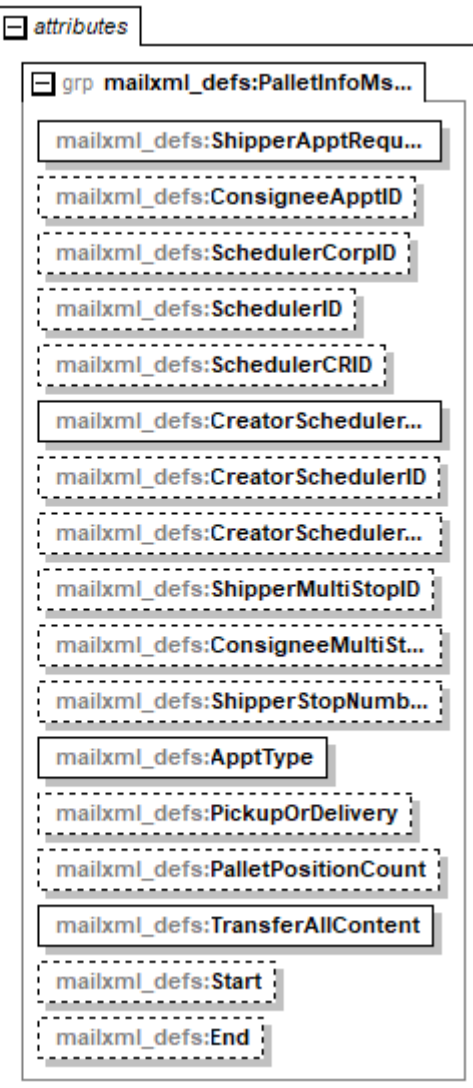 attributes
grp mailxml_defs:PalletInfoMs...
mailxml_defs:ShipperApptRequ...
mailxml_defs:ConsigneeApptID
mailxml_defs:SchedulerCorpID
mailxml_defs:SchedulerID
mailxml_defs:SchedulerCRID
mailxml_defs:CreatorScheduler...
mailxml_defs:CreatorSchedulerID
mailxml_defs:CreatorScheduler...
mailxml_defs:ShipperMultiStopID
mailxml_defs:ConsigneeMultiSt...
mailxml_defs:ShipperStopNumb...
mailxml_defs:ApptType
mailxml_defs:PickupOrDelivery
mailxml_defs:PalletPositionCount
mailxml_defs:TransferAllContent
mailxml_defs:Start
mailxml_defs:End